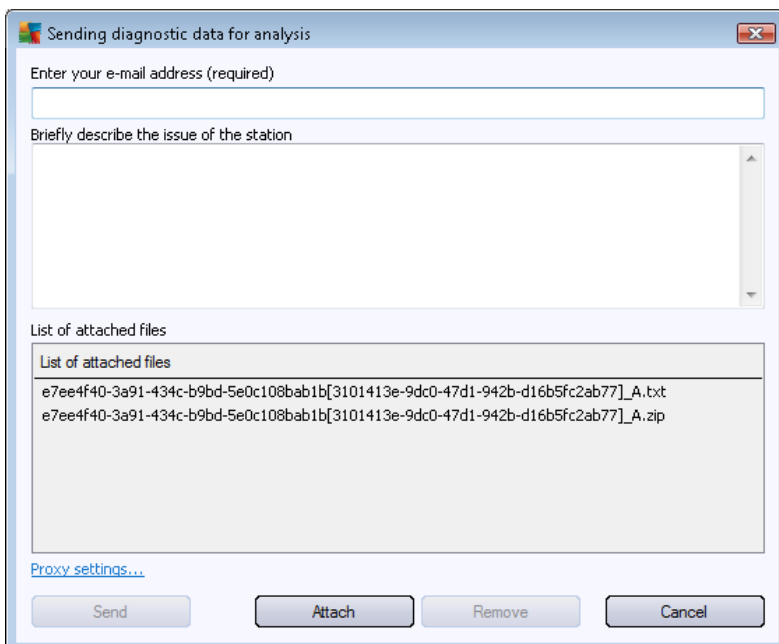 Sending diagnostic data for analysis
Enter your e-mail address (required)
Briefly describe the issue of the station
List of attached files
List of attached files
e7ee4f40-3a91-434c-b9bd-5e0c108bab1b[3101413e-9dc0-47d1-942b-d16b5fc2ab77]_A.txt
e7ee4f40-3a91-434c-b9bd-5e0c108bab1b[3101413e-9dc0-47d1-942b-d16b5fc2ab77]_A.zip
Proxy settings...
Send Attach Remove Cancel